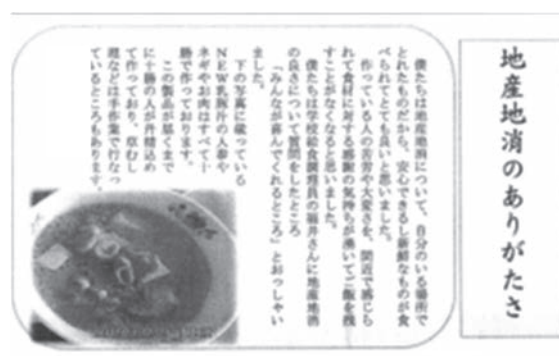 地産地消のありがたさ
僕たちは地産地消について、自分のいる場所で
とれたものだから、安心できるし新鮮なものが食
べられてとても良いと思いました。
作っている人の苦労や大変さを、間近で感じら
れて食材に対する感謝の気持ちが湧いてご飯を残
すことがなくなると思いました。
僕たちは学校給食調理員の福井さんに地産地消
の良さについて質問をしたところ
「みんなが喜んでくれるところ」とおっしゃい
ました。
下の写真に載っている
NEW乳豚汁の人参や
ネギやお肉はすべて十
勝で作っております。
この製品が届くまで
に十勝の人が丹精込め
て作っており、草むし
理などは手作業で行なっ
ているところもあります。